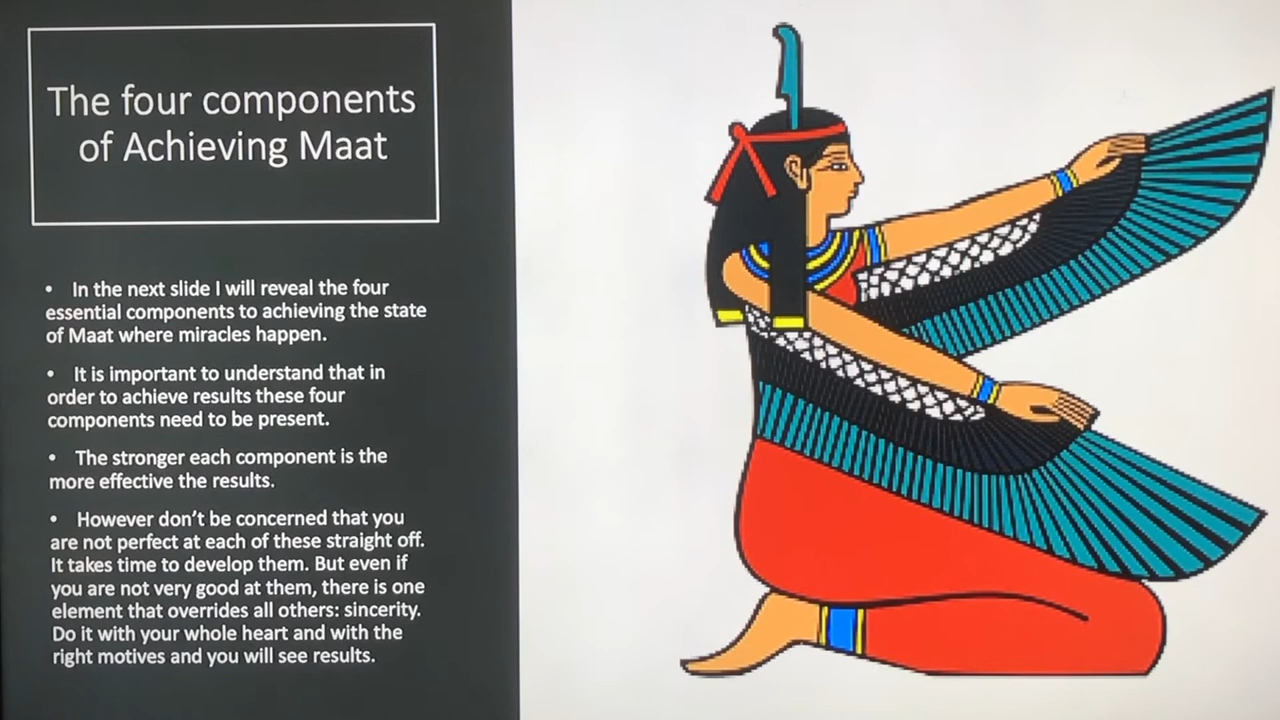 The four components
of Achieving Maat
• In the next slide I will reveal the four
essential components to achieving the state
of Maat where miracles happen.
• It is important to understand that in
order to achieve results these four
components need to be present.
• The stronger each component is the
more effective the results.
• However don't be concerned that you
are not perfect at each of these straight off.
It takes time to develop them. But even if
you are not very good at them, there is one
element that overrides all others: sincerity.
Do it with your whole heart and with the
right motives and you will see results.